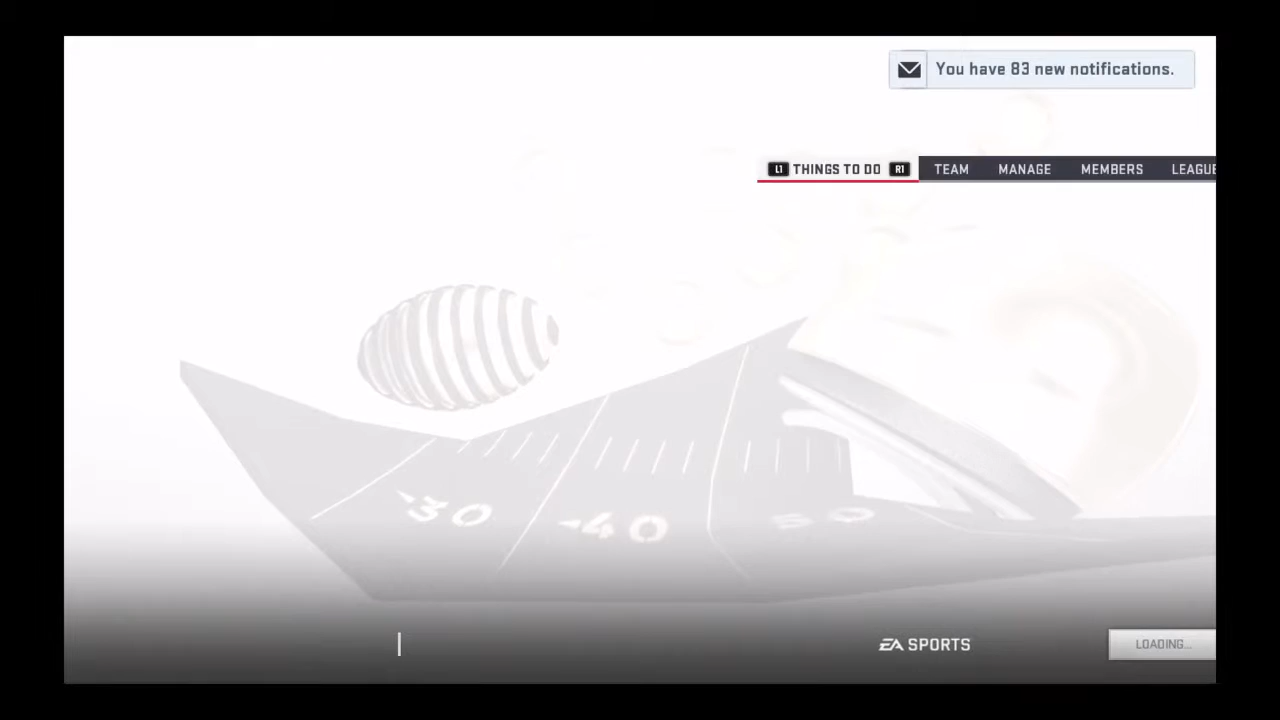 You have 83 new notifications.
L1 THINGS TO DO R1 TEAM MANAGE MEMBERS LEAGUE
-30 -40 50
EA SPORTS
LOADING...